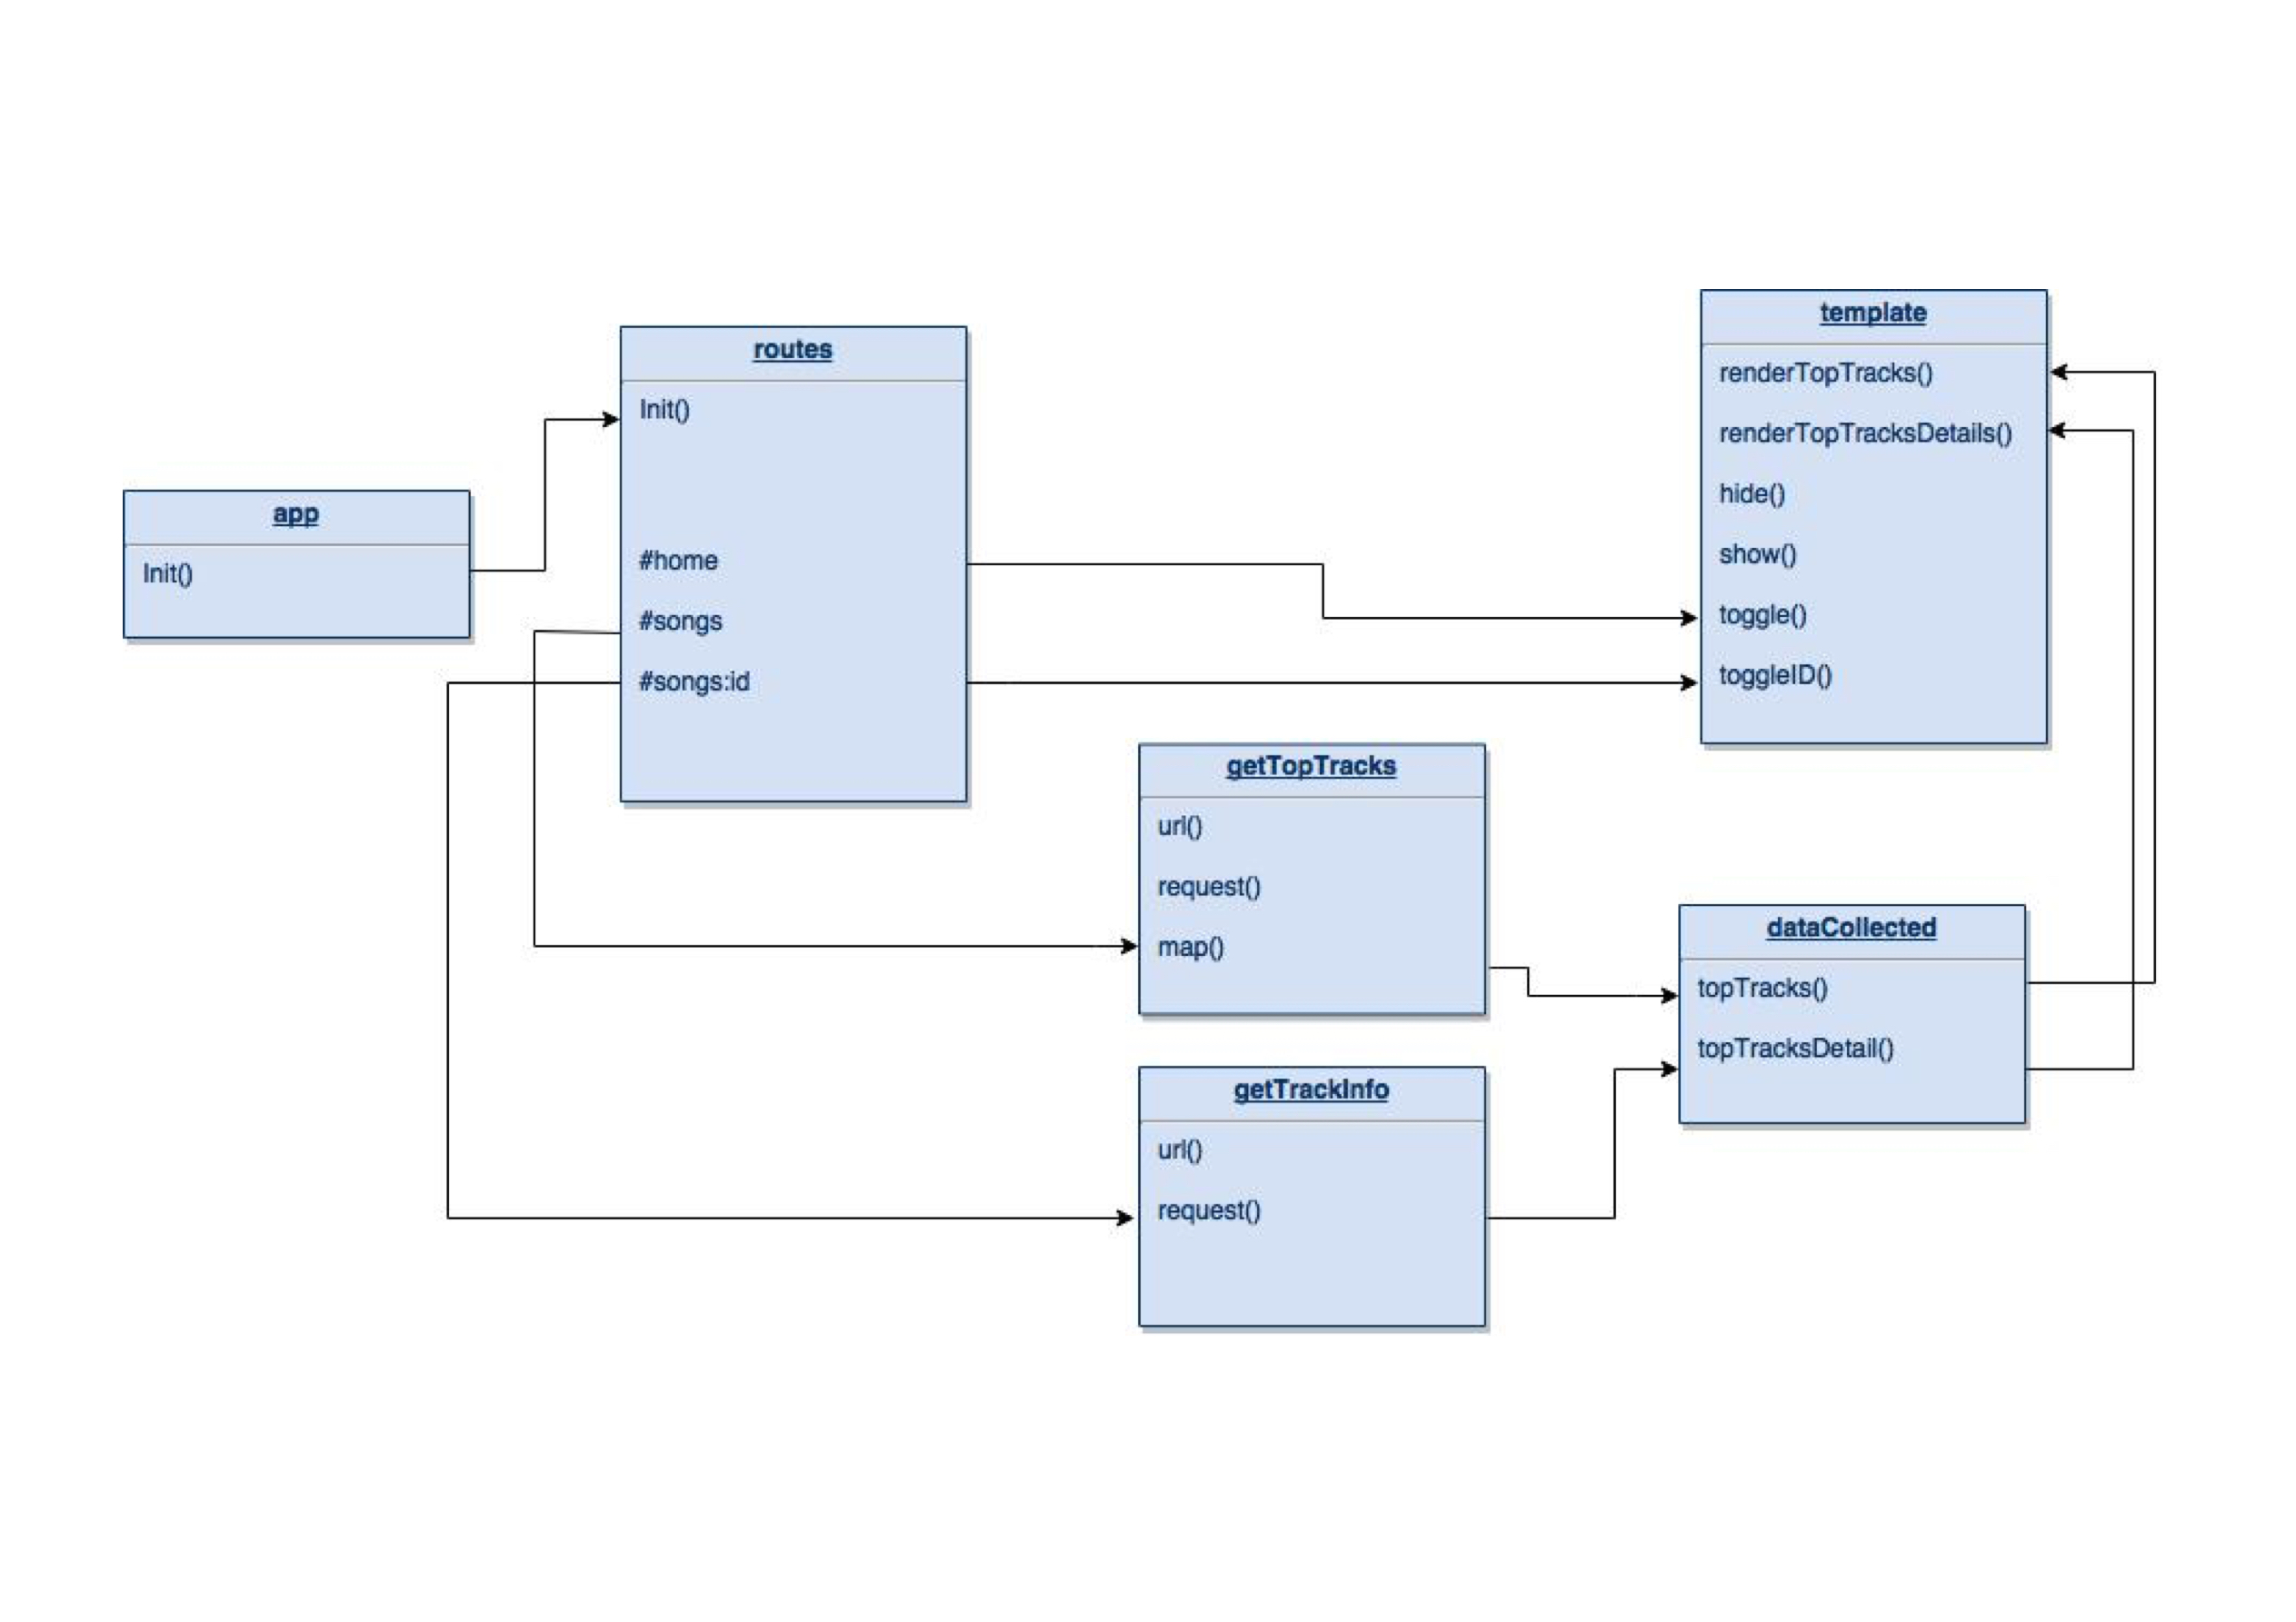 app
Init()
routes
Init()
#home
#songs
#songs:id
template
renderTopTracks()
renderTopTracksDetails()
hide()
show()
toggle()
toggleID()
getTopTracks
url()
request()
map()
getTrackInfo
url()
request()
dataCollected
topTracks()
topTracksDetail()